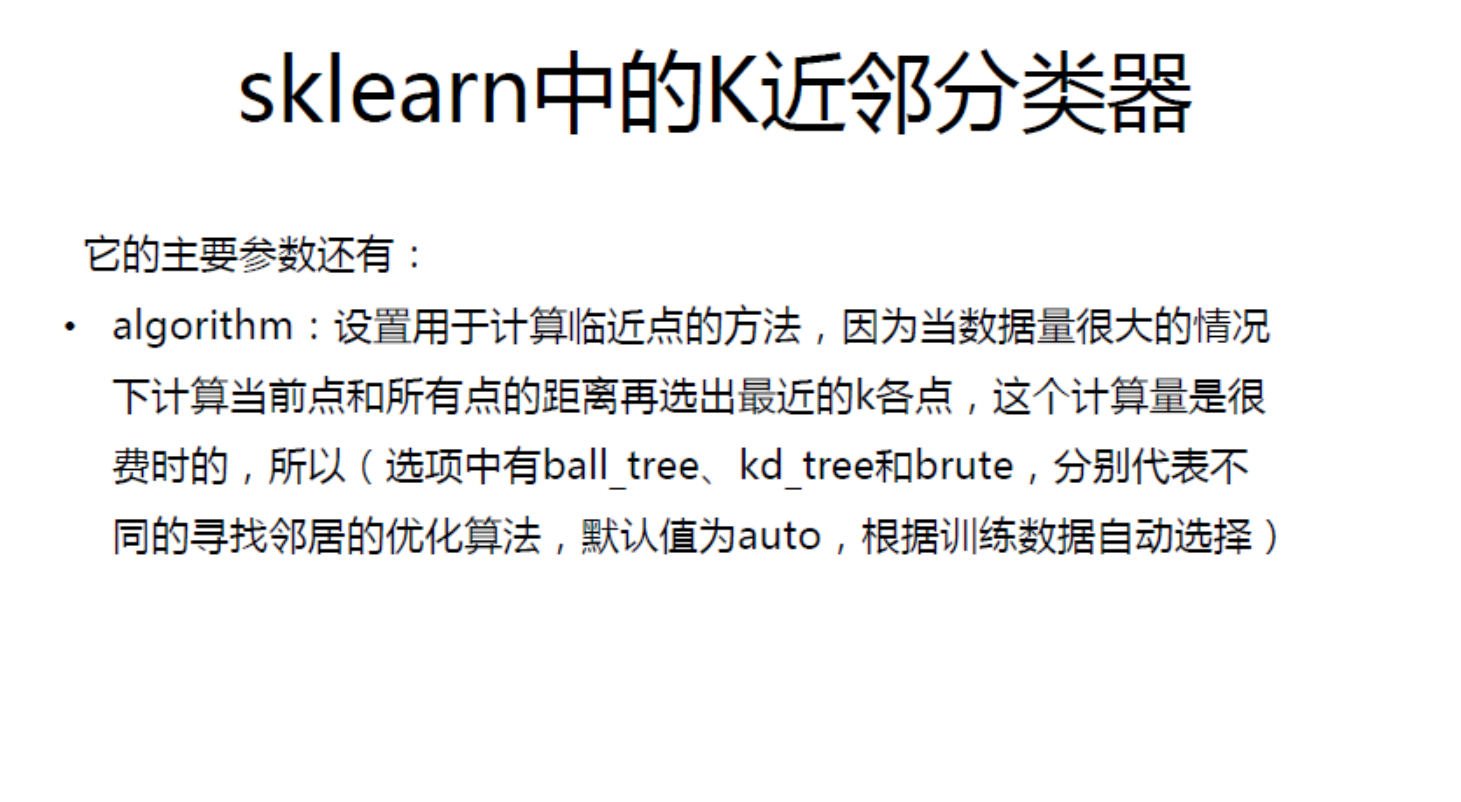 sklearn中的K近邻分类器
它的主要参数还有：
• algorithm：设置用于计算临近点的方法，因为当数据量很大的情况
下计算当前点和所有点的距离再选出最近的k各点，这个计算量是很
费时的，所以（选项中有ball_tree、kd_tree和brute，分别代表不
同的寻找邻居的优化算法，默认值为auto，根据训练数据自动选择）